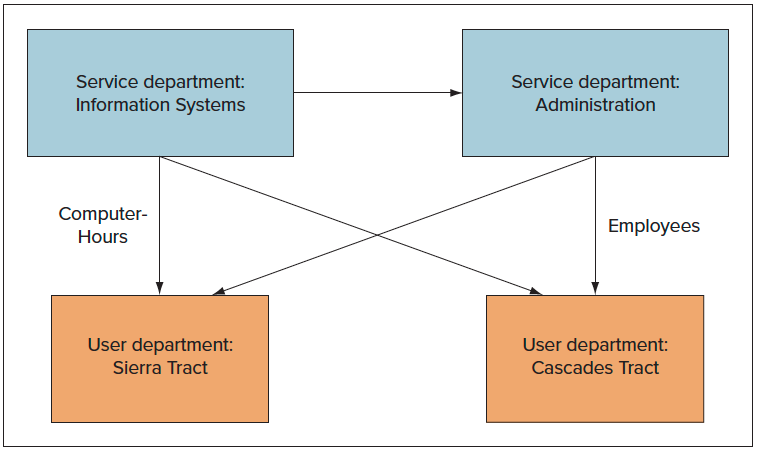 Service department:
Information Systems
Service department:
Administration
Computer-
Hours
Employees
User department:
Sierra Tract
User department:
Cascades Tract